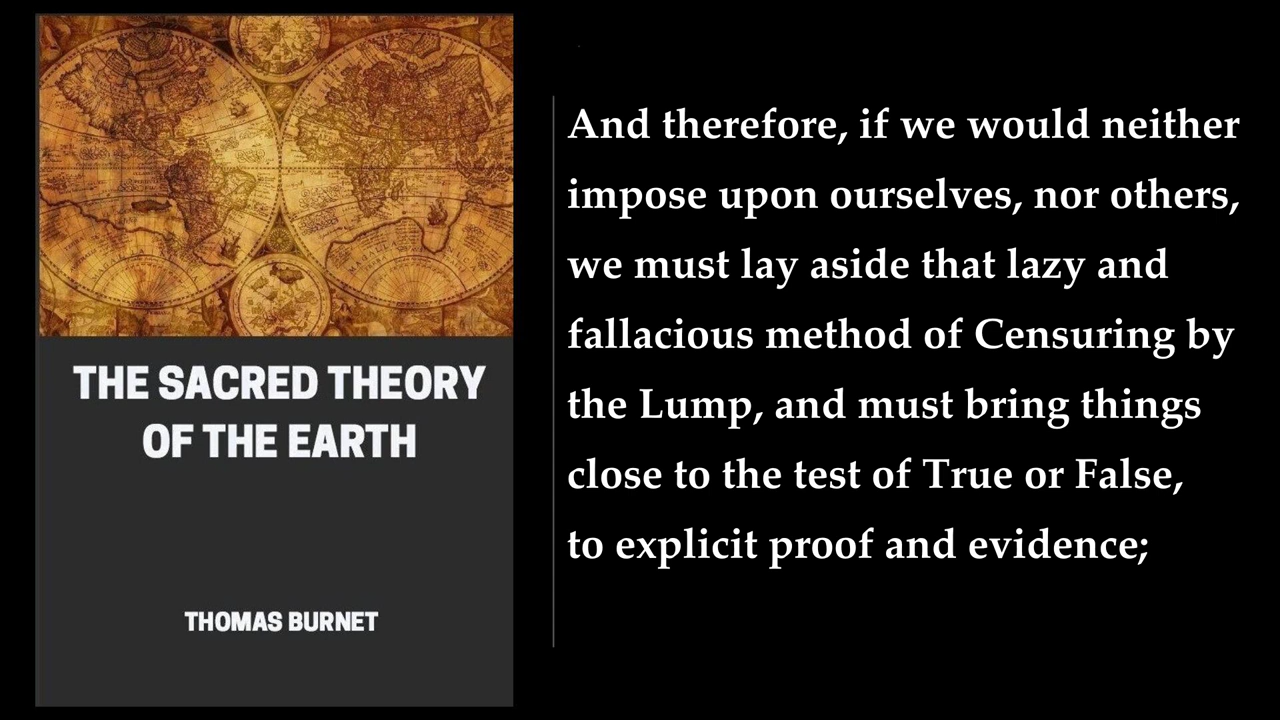 THE SACRED THEORY
OF THE EARTH
THOMAS BURNET
And therefore, if we would neither
impose upon ourselves, nor others,
we must lay aside that lazy and
fallacious method of Censuring by
the Lump, and must bring things
close to the test of True or False,
to explicit proof and evidence;